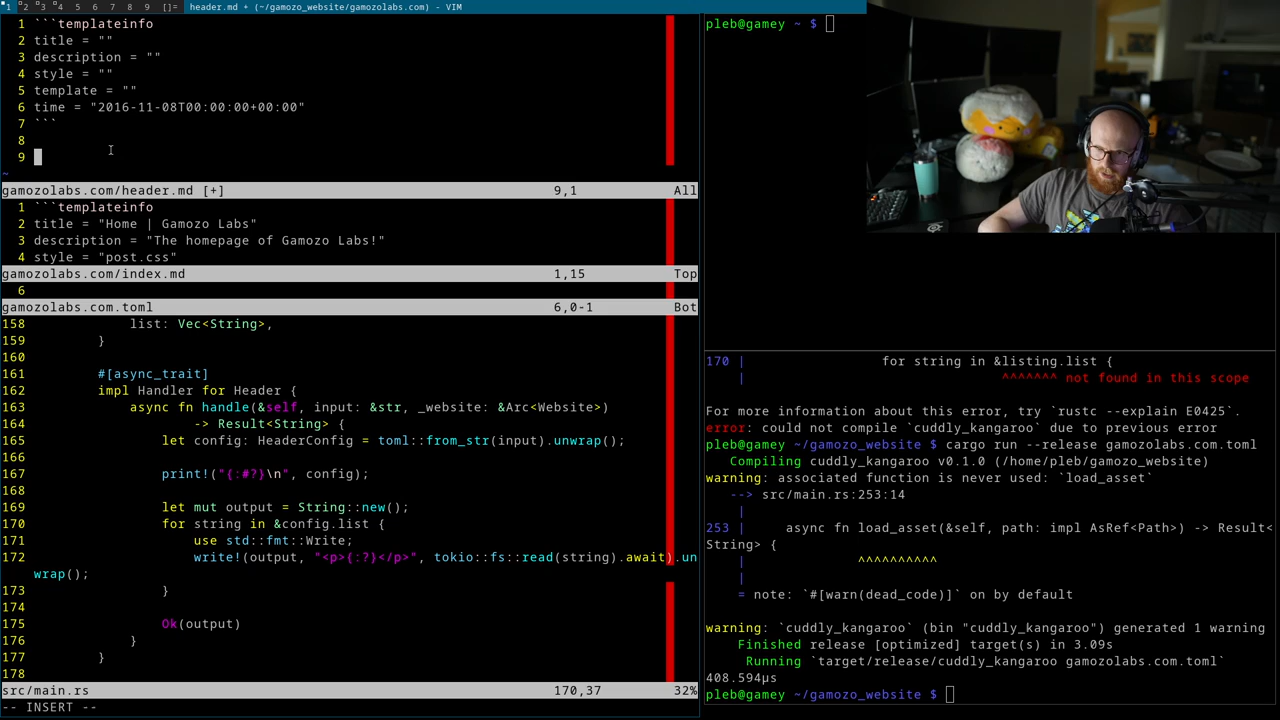 1 2 3 4 5 6 7 8 9 []= header.md + (~/gamozo_website/gamozolabs.com) - VIM
1 ```templateinfo
2 title = ""
3 description = ""
4 style = ""
5 template = ""
6 time = "2016-11-08T00:00:00+00:00"
7 ```
8
9
~
gamozolabs.com/header.md [+] 9,1 All
1 ```templateinfo
2 title = "Home | Gamozo Labs"
3 description = "The homepage of Gamozo Labs!"
4 style = "post.css"
gamozolabs.com/index.md 1,15 Top
6
gamozolabs.com.toml 6,0-1 Bot
158 list: Vec<String>,
159 }
160
161 #[async_trait]
162 impl Handler for Header {
163 async fn handle(&self, input: &str, _website: &Arc<Website>)
164 -> Result<String> {
165 let config: HeaderConfig = toml::from_str(input).unwrap();
166
167 print!("{:#?}\n", config);
168
169 let mut output = String::new();
170 for string in &config.list {
171 use std::fmt::Write;
172 write!(output, "<p>{:?}</p>", tokio::fs::read(string).await).un
wrap();
173 }
174
175 Ok(output)
176 }
177 }
178
src/main.rs 170,37 32%
-- INSERT --
pleb@gamey ~ $
170 | for string in &listing.list {
| ^^^^^^^ not found in this scope
For more information about this error, try `rustc --explain E0425`.
error: could not compile `cuddly_kangaroo` due to previous error
pleb@gamey ~/gamozo_website $ cargo run --release gamozolabs.com.toml
Compiling cuddly_kangaroo v0.1.0 (/home/pleb/gamozo_website)
warning: associated function is never used: `load_asset`
--> src/main.rs:253:14
|
253 | async fn load_asset(&self, path: impl AsRef<Path>) -> Result<
String> {
| ^^^^^^^^^^
|
= note: `#[warn(dead_code)]` on by default
warning: `cuddly_kangaroo` (bin "cuddly_kangaroo") generated 1 warning
Finished release [optimized] target(s) in 3.09s
Running `target/release/cuddly_kangaroo gamozolabs.com.toml`
408.594µs
pleb@gamey ~/gamozo_website $